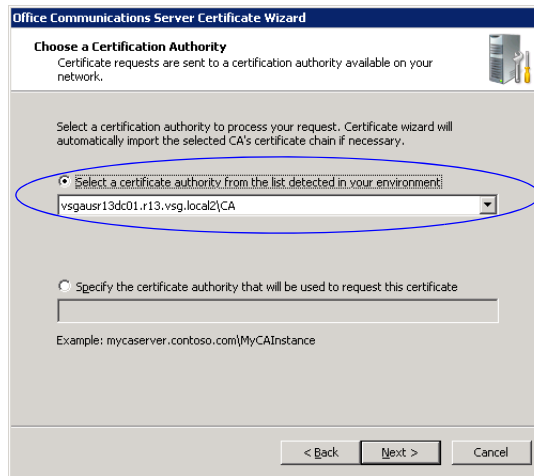 Office Communications Server Certificate Wizard
Choose a Certification Authority
Certificate requests are sent to a certification authority available on your
network.
Select a certification authority to process your request. Certificate wizard will
automatically import the selected CA's certificate chain if necessary.
Select a certificate authority from the list detected in your environment
vsgausr13dc01.r13.vsg.local2\CA
Specify the certificate authority that will be used to request this certificate
Example: mycaserver.contoso.com\MyCAInstance
< Back
Next >
Cancel